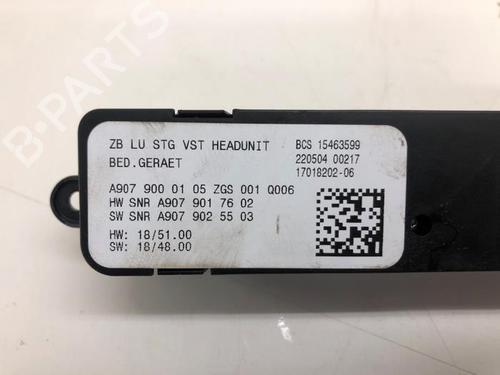 B-PARTS
ZB LU STG VST HEADUNIT
BED.GERAET
BCS 15463599
220504 00217
17018202-06
A907 900 01 05 ZGS 001 Q006
HW SNR A907 901 76 02
SW SNR A907 902 55 03
HW: 18/51.00
SW: 18/48.00